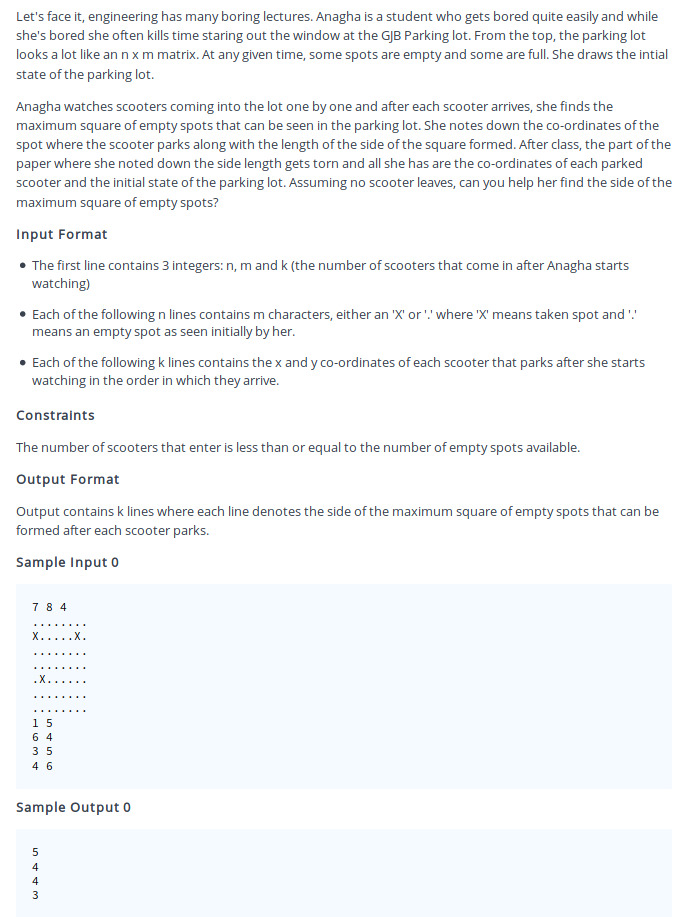 Let's face it, engineering has many boring lectures. Anagha is a student who gets bored quite easily and while
she's bored she often kills time staring out the window at the GJB Parking lot. From the top, the parking lot
looks a lot like an n x m matrix. At any given time, some spots are empty and some are full. She draws the intial
state of the parking lot.
Anagha watches scooters coming into the lot one by one and after each scooter arrives, she finds the
maximum square of empty spots that can be seen in the parking lot. She notes down the co-ordinates of the
spot where the scooter parks along with the length of the side of the square formed. After class, the part of the
paper where she noted down the side length gets torn and all she has are the co-ordinates of each parked
scooter and the initial state of the parking lot. Assuming no scooter leaves, can you help her find the side of the
maximum square of empty spots?
Input Format
• The first line contains 3 integers: n, m and k (the number of scooters that come in after Anagha starts
watching)
• Each of the following n lines contains m characters, either an 'X' or '.' where 'X' means taken spot and '.'
means an empty spot as seen initially by her.
• Each of the following k lines contains the x and y co-ordinates of each scooter that parks after she starts
watching in the order in which they arrive.
Constraints
The number of scooters that enter is less than or equal to the number of empty spots available.
Output Format
Output contains k lines where each line denotes the side of the maximum square of empty spots that can be
formed after each scooter parks.
Sample Input 0
7 8 4
........
X.....X.
........
........
.X......
........
........
1 5
6 4
3 5
4 6
Sample Output 0
5
4
4
3